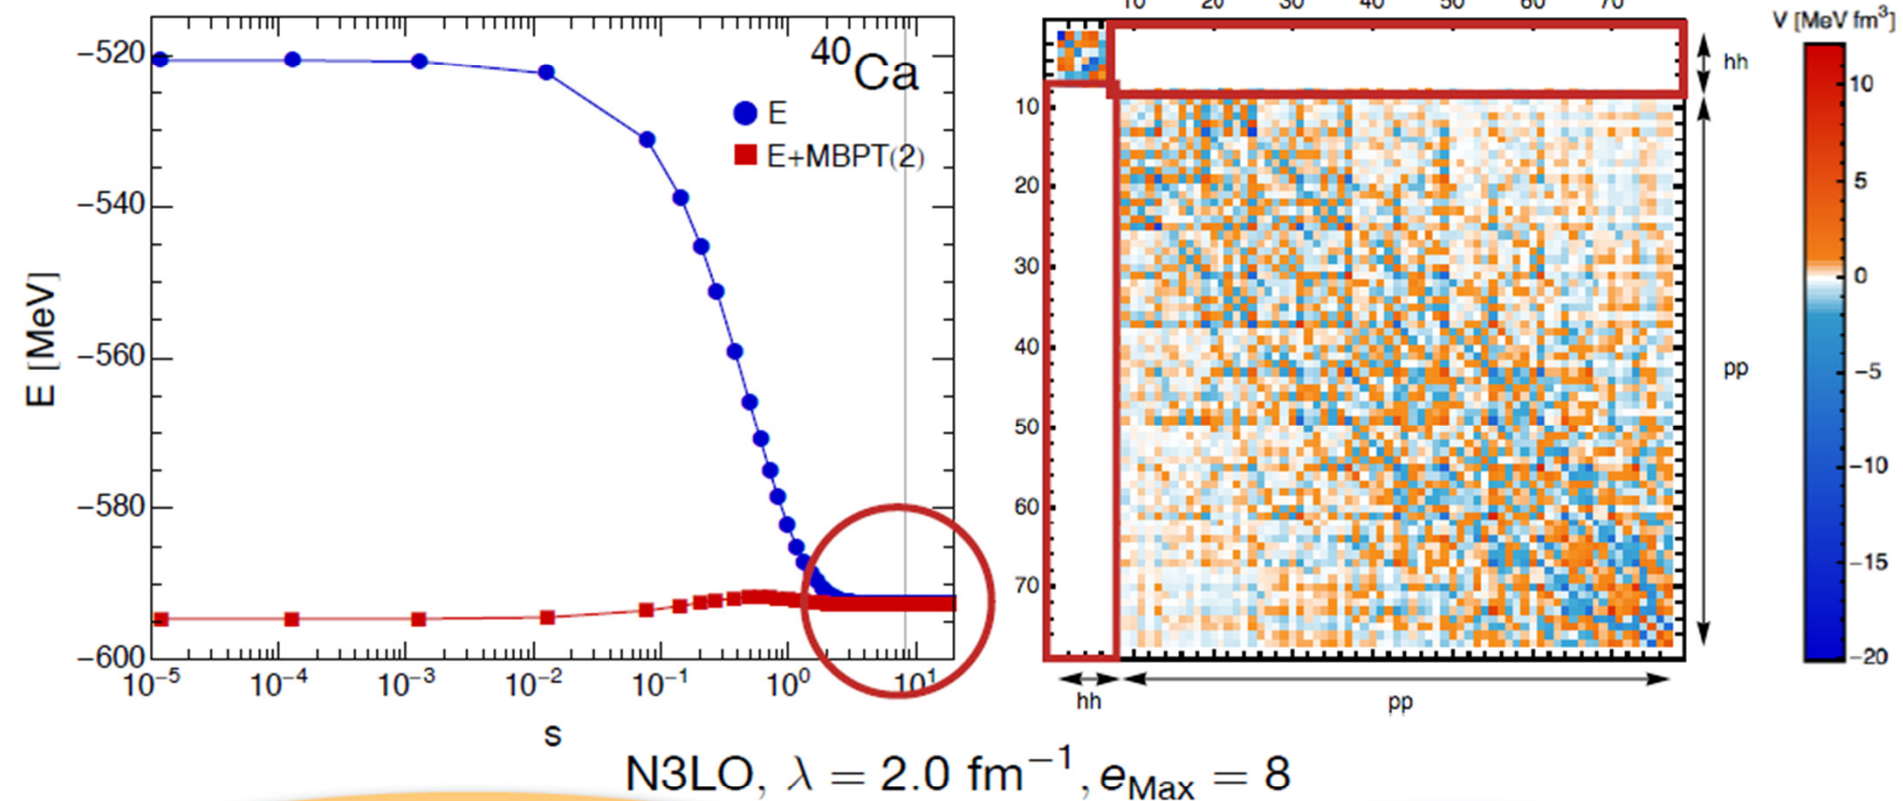 −520
−540
−560
−580
−600
E [MeV]
10⁻⁵ 10⁻⁴ 10⁻³ 10⁻² 10⁻¹ 10⁰ 10¹
s
⁴⁰Ca
E
E+MBPT(2)
10 20 30 40 50 60 70
10
20
30
40
50
60
70
hh
pp
hh pp
V [MeV fm³]
10
5
0
−5
−10
−15
−20
N3LO, λ = 2.0 fm⁻¹, eMax = 8